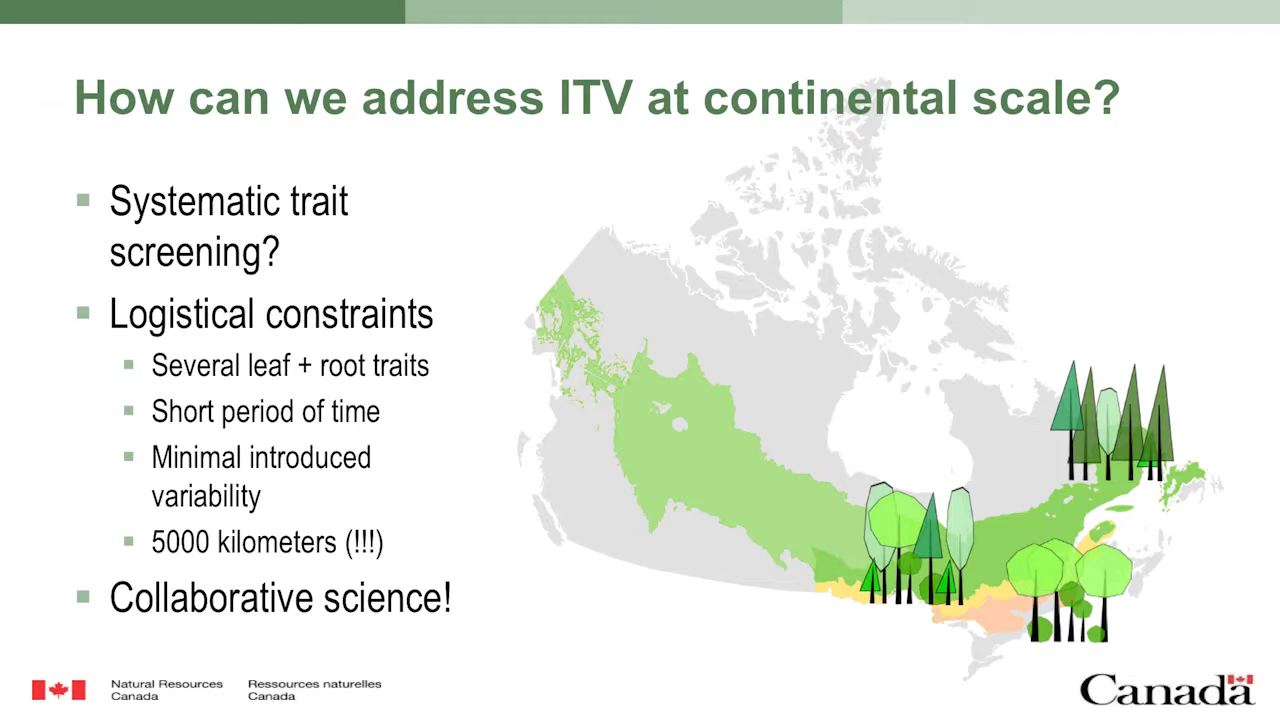 How can we address ITV at continental scale?
Systematic trait
screening?
Logistical constraints
Several leaf + root traits
Short period of time
Minimal introduced
variability
5000 kilometers (!!!)
Collaborative science!
Natural Resources
Canada
Ressources naturelles
Canada
Canada